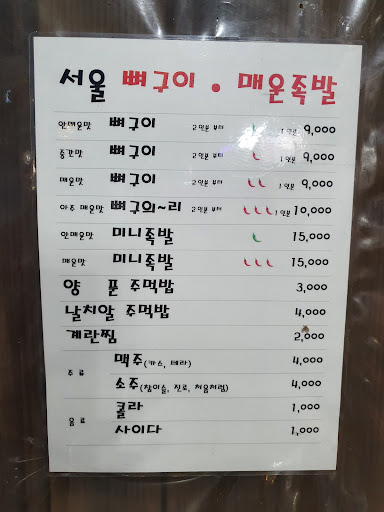 서울 뼈구이 • 매운족발
안매운맛 뼈구이 2인분 부터 1인분 9,000
중간맛 뼈구이 2인분 부터 1인분 9,000
매운맛 뼈구이 2인분 부터 1인분 9,000
아주 매운맛 뼈구의~리 2인분 부터 1인분 10,000
안매운맛 미니족발 15,000
매운맛 미니족발 15,000
양 푼 주먹밥 3,000
날치알 주먹밥 4,000
계란찜 2,000
주 류 맥주(카스, 테라) 4,000
소주(참이슬, 진로, 처음처럼) 4,000
음 료 콜라 1,000
사이다 1,000